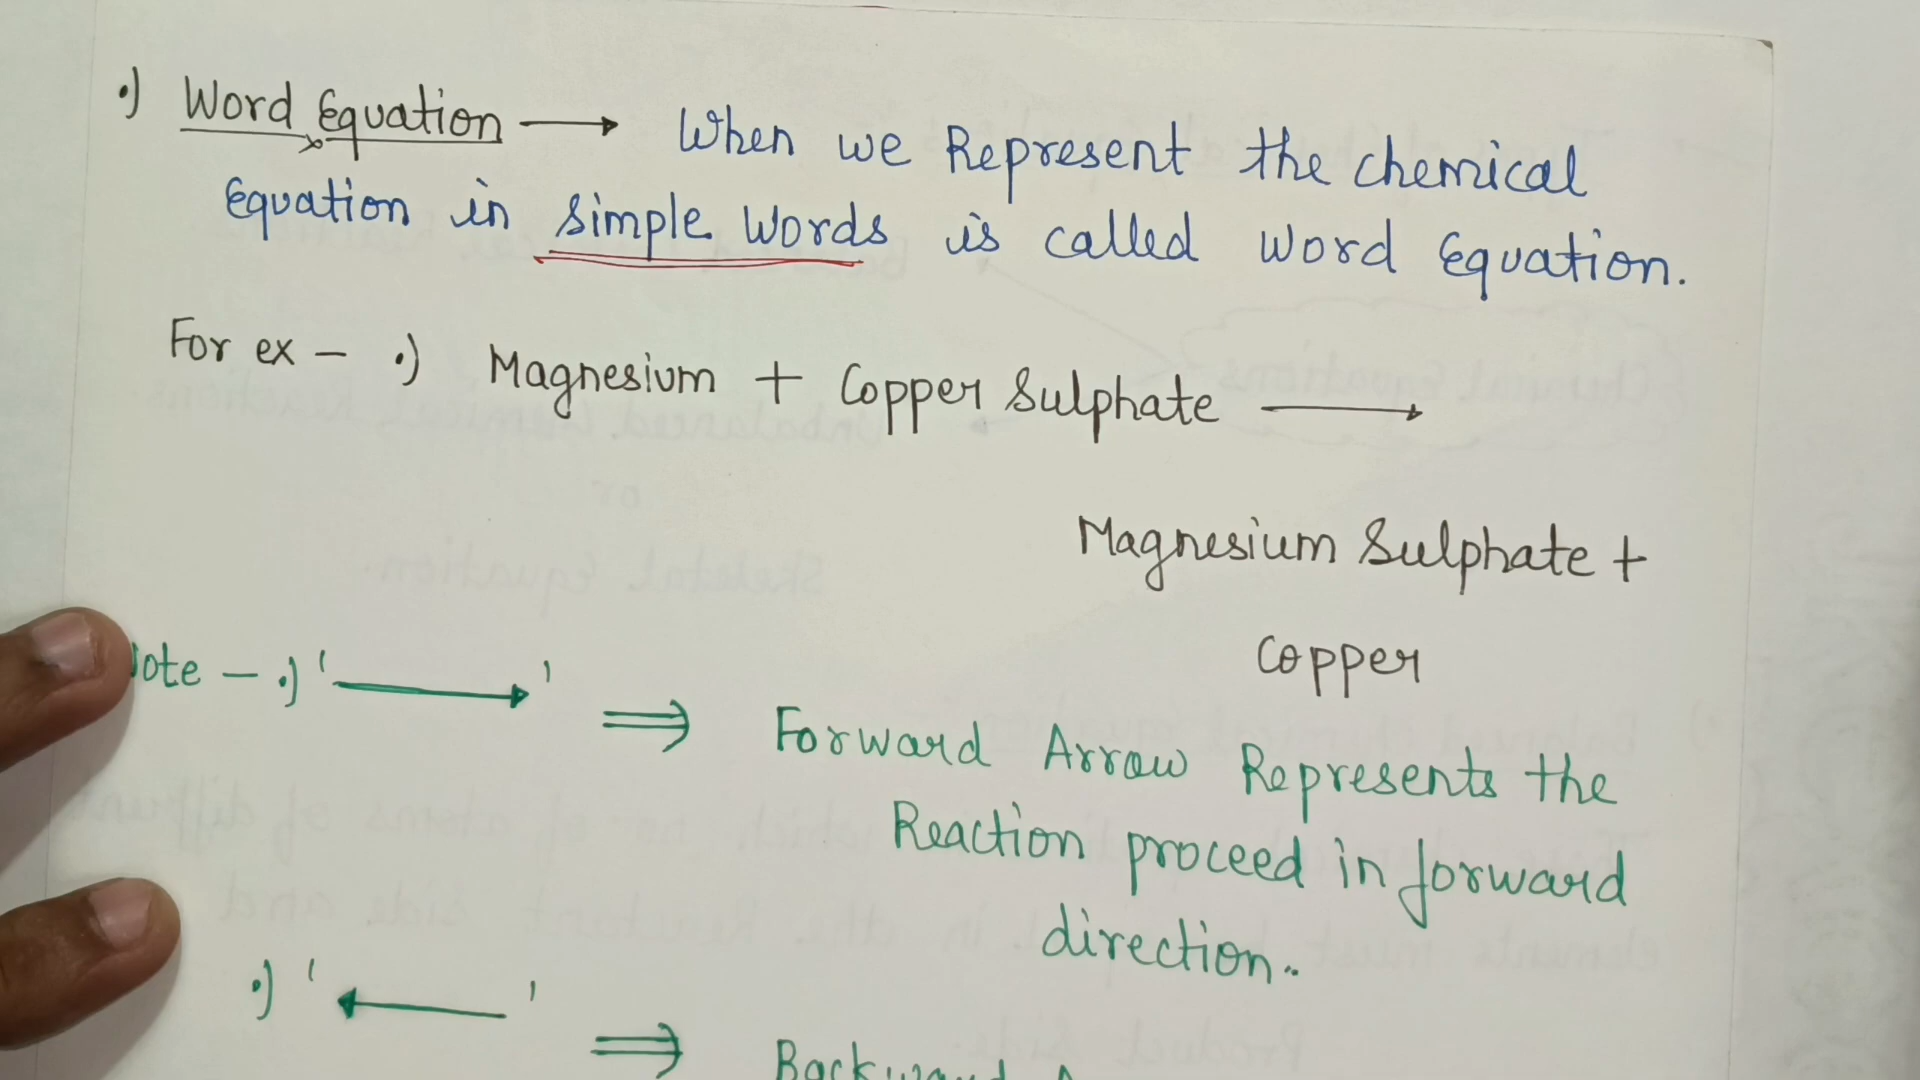 •) Word Equation → When we Represent the chemical
Equation in simple words is called word Equation.
For ex – •) Magnesium + Copper Sulphate →
Magnesium Sulphate +
Copper
ote – •) ' → ' ⇒ Forward Arrow Represents the
Reaction proceed in forward
direction..
•) ' ← ' ⇒ Backward